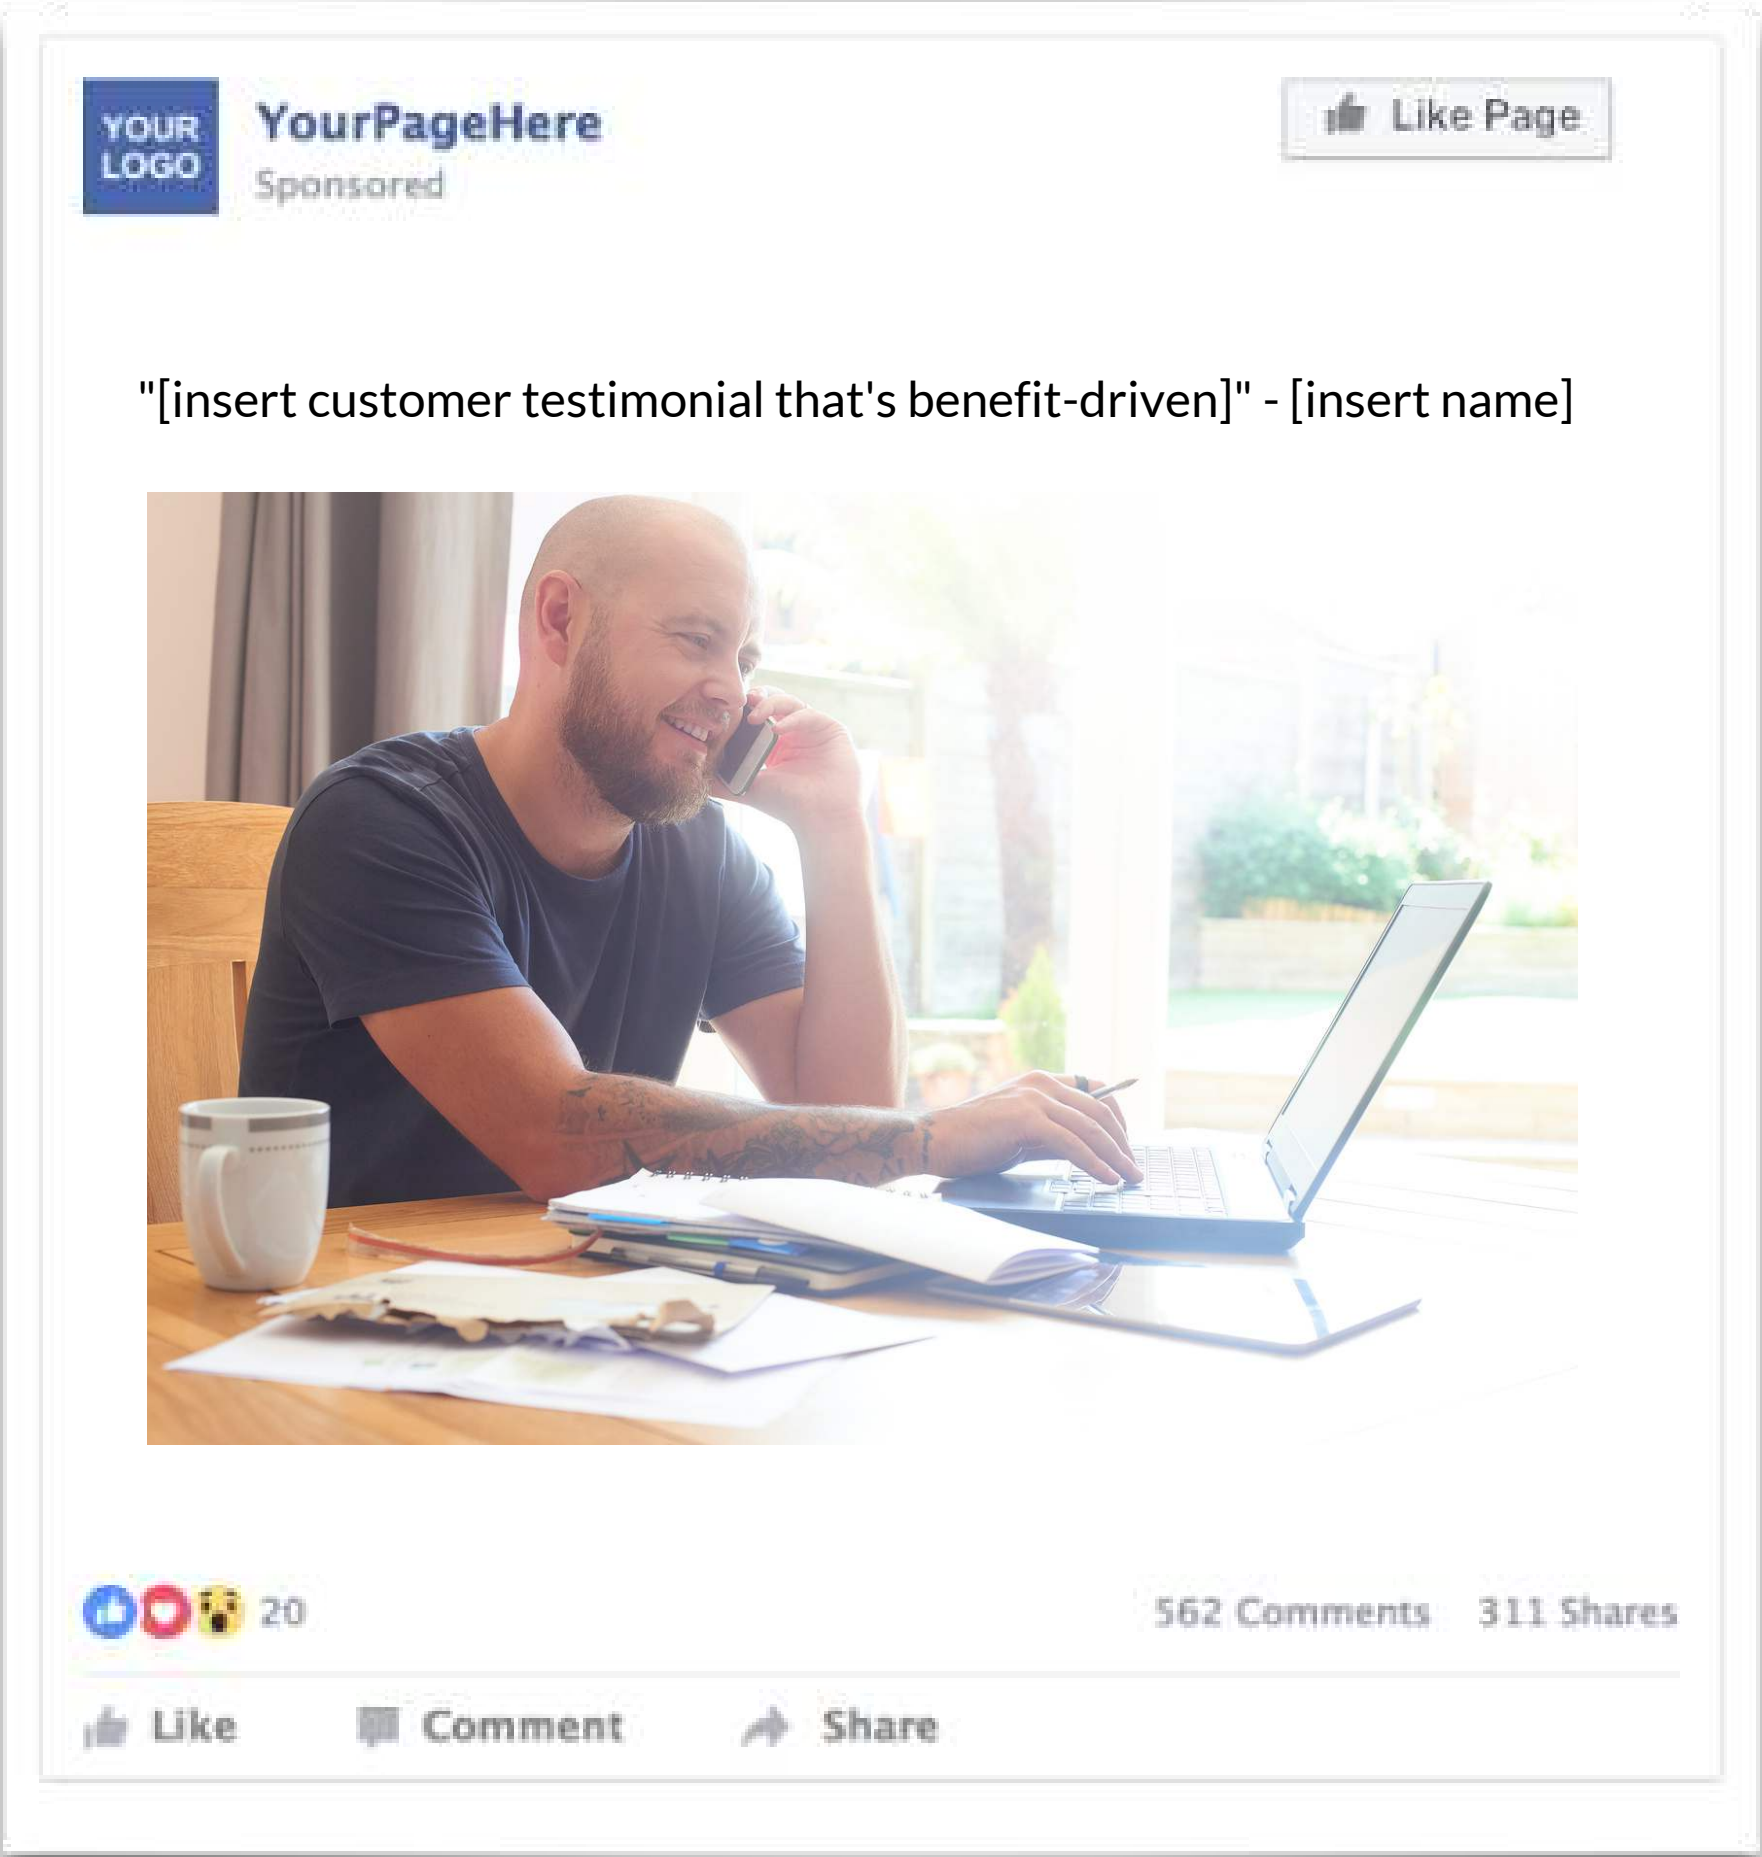 YOUR
LOGO
YourPageHere
Sponsored
Like Page
"[insert customer testimonial that's benefit-driven]" - [insert name]
20
562 Comments 311 Shares
Like Comment Share